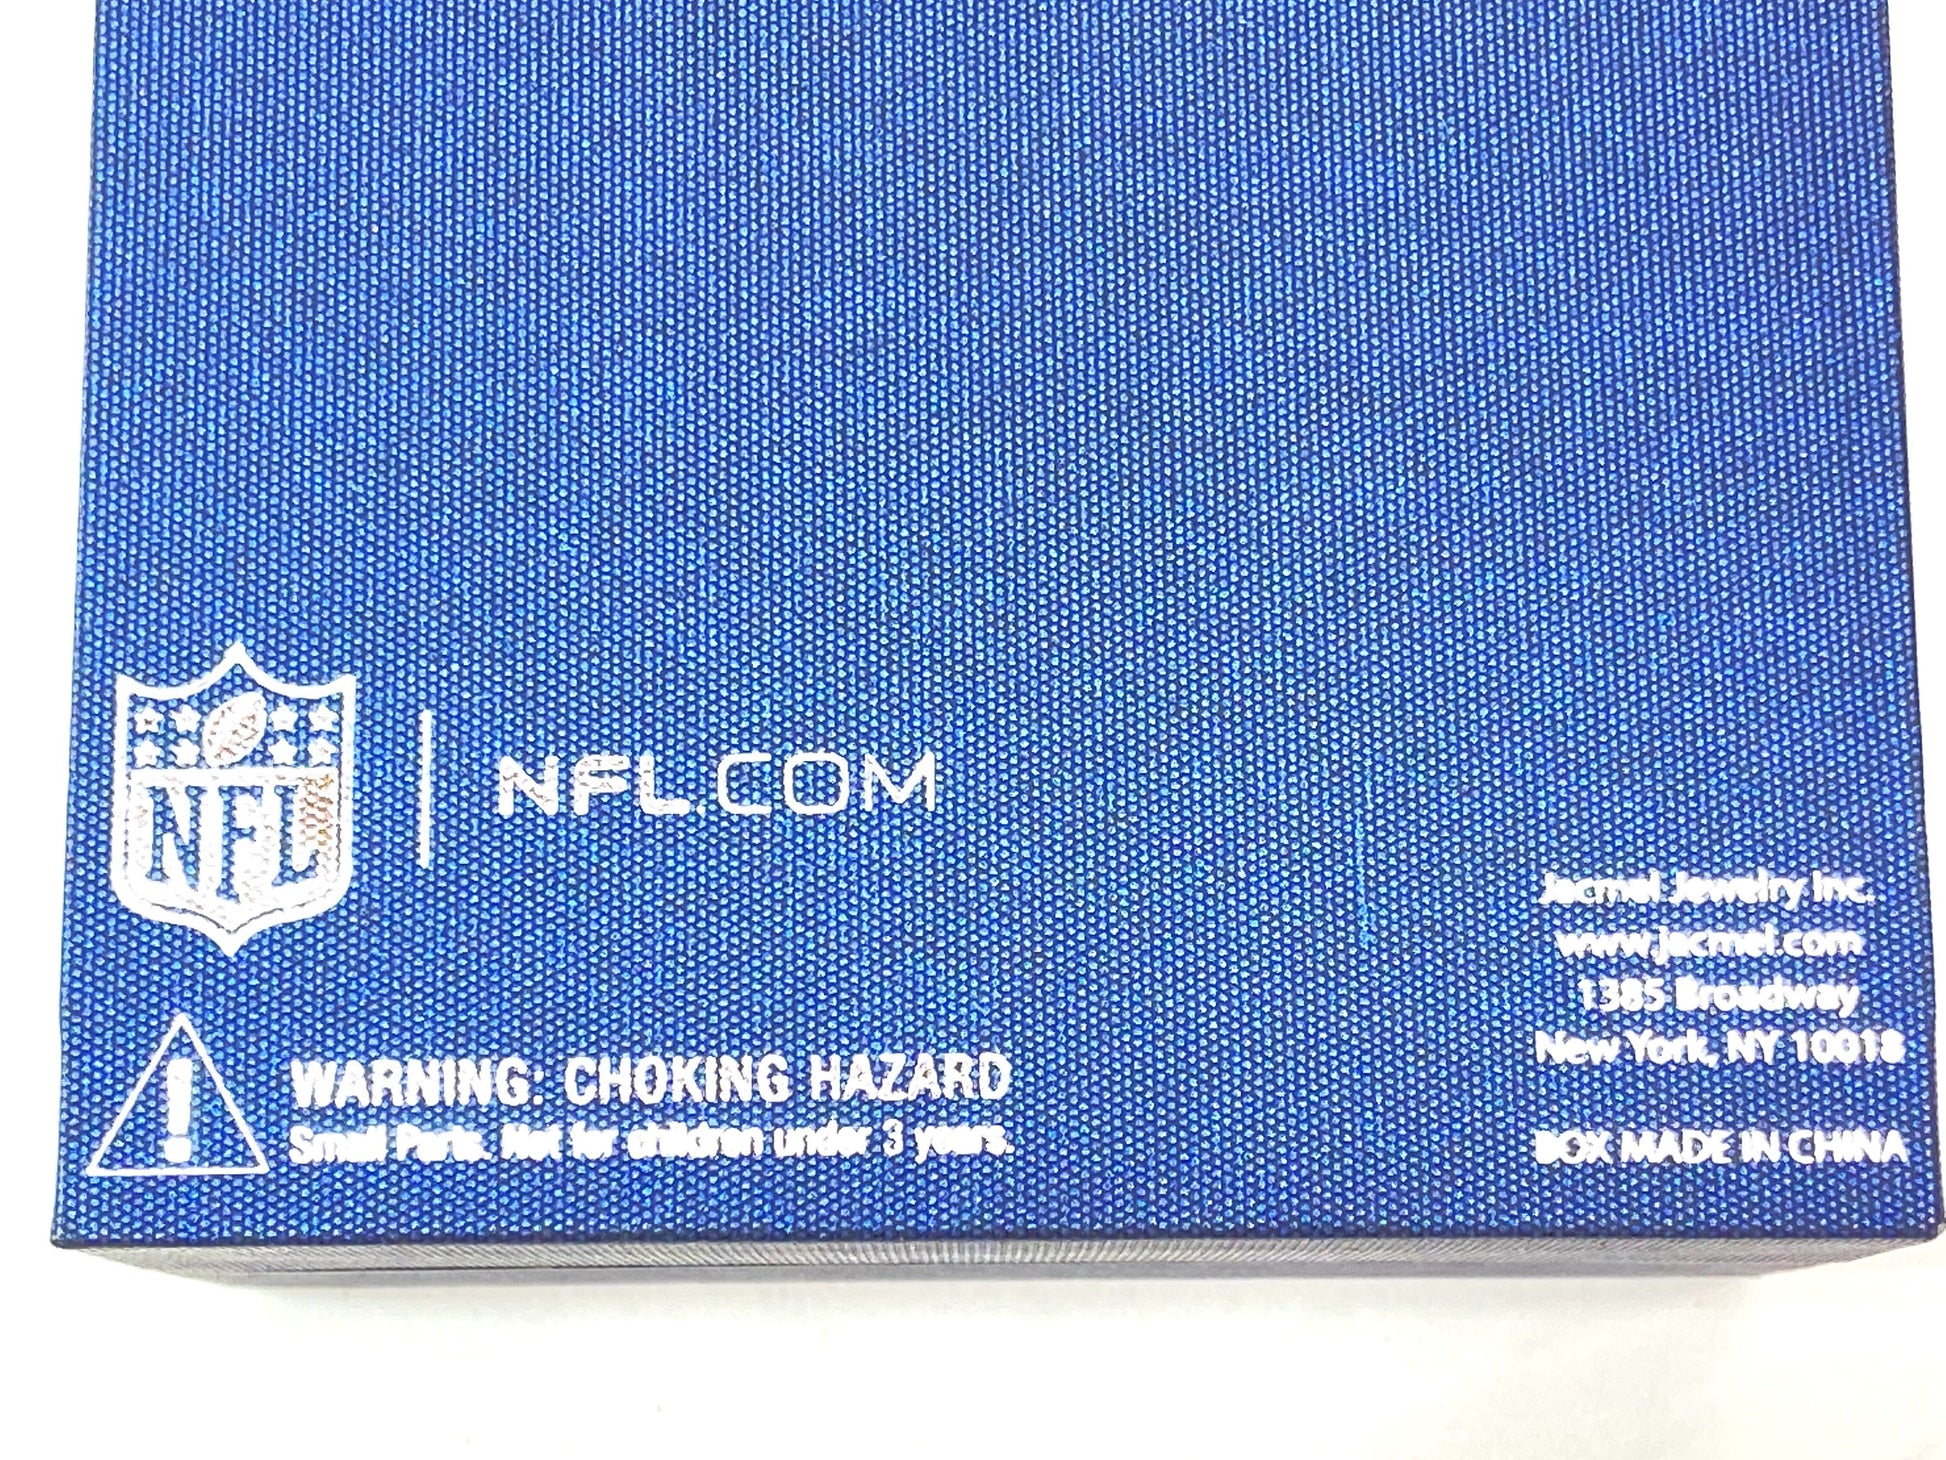 NFL
NFL.COM
WARNING: CHOKING HAZARD
Small Parts. Not for children under 3 years.
Jacmel Jewelry Inc.
www.jacmel.com
1385 Broadway
New York, NY 10018
BOX MADE IN CHINA